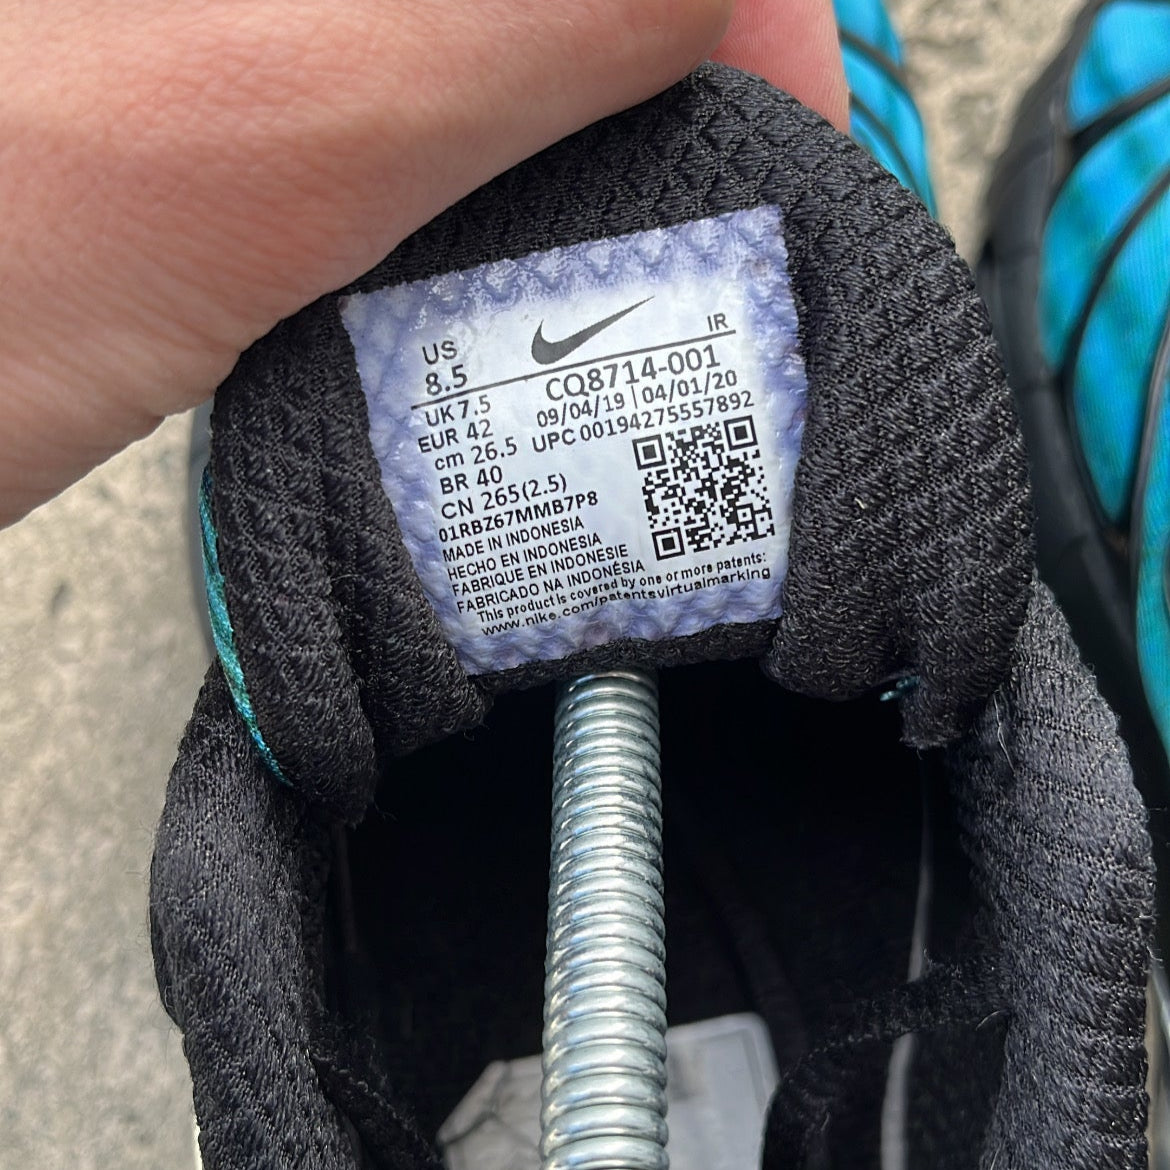 US
8.5
IR
CQ8714-001
09/04/19 | 04/01/20
UPC 00194275557892
UK 7.5
EUR 42
cm 26.5
BR 40
CN 265(2.5)
01RBZ67MMB7P8
MADE IN INDONESIA
HECHO EN INDONESIA
FABRIQUE EN INDONESIE
FABRICADO NA INDONÉSIA
This product is covered by one or more patents:
www.nike.com/patentsvirtualmarking